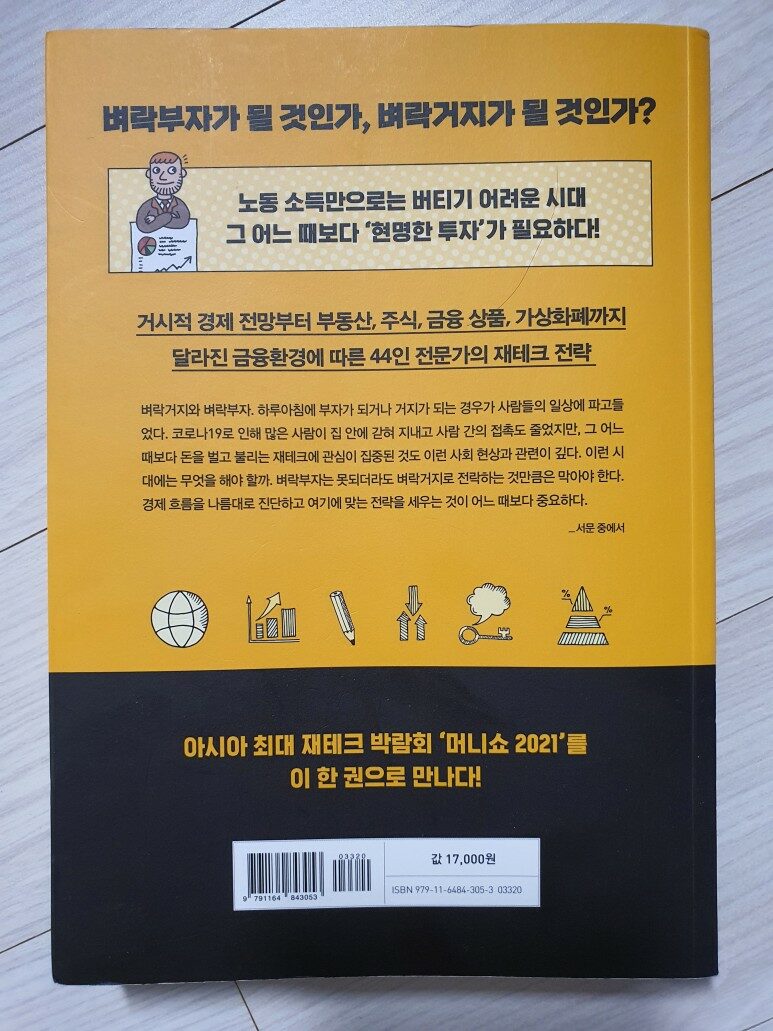 벼락부자가 될 것인가, 벼락거지가 될 것인가?
노동 소득만으로는 버티기 어려운 시대
그 어느 때보다 ‘현명한 투자’가 필요하다!
거시적 경제 전망부터 부동산, 주식, 금융 상품, 가상화폐까지
달라진 금융환경에 따른 44인 전문가의 재테크 전략
벼락거지와 벼락부자. 하루아침에 부자가 되거나 거지가 되는 경우가 사람들의 일상에 파고들
었다. 코로나19로 인해 많은 사람이 집 안에 갇혀 지내고 사람 간의 접촉도 줄었지만, 그 어느
때보다 돈을 벌고 불리는 재테크에 관심이 집중된 것도 이런 사회 현상과 관련이 깊다. 이런 시
대에는 무엇을 해야 할까. 벼락부자는 못되더라도 벼락거지로 전락하는 것만큼은 막아야 한다.
경제 흐름을 나름대로 진단하고 여기에 맞는 전략을 세우는 것이 어느 때보다 중요하다.
_서문 중에서
% %
아시아 최대 재테크 박람회 ‘머니쇼 2021’를
이 한 권으로 만나다!
03320
9 791164 843053
값 17,000원
ISBN 979-11-6484-305-3 03320